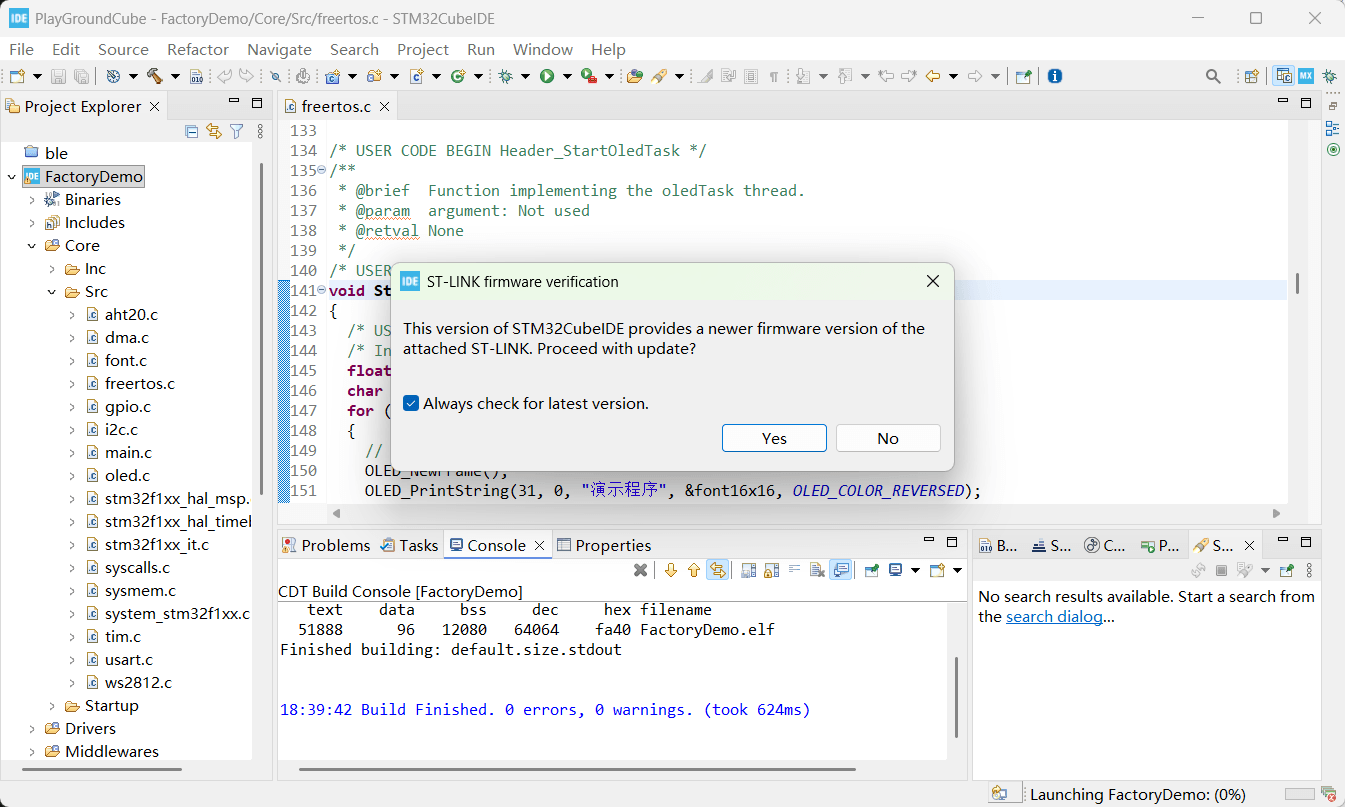 IDE PlayGroundCube - FactoryDemo/Core/Src/freertos.c - STM32CubeIDE
File Edit Source Refactor Navigate Search Project Run Window Help
MX
Project Explorer
freertos.c
ble
FactoryDemo
Binaries
Includes
Core
Inc
Src
aht20.c
dma.c
font.c
freertos.c
gpio.c
i2c.c
main.c
oled.c
stm32f1xx_hal_msp.
stm32f1xx_hal_timel
stm32f1xx_it.c
syscalls.c
sysmem.c
system_stm32f1xx.c
tim.c
usart.c
ws2812.c
Startup
Drivers
Middlewares
133
134 /* USER CODE BEGIN Header_StartOledTask */
135 /**
136 * @brief Function implementing the oledTask thread.
137 * @param argument: Not used
138 * @retval None
139 */
140 /* USER
141 void St
142 {
143 /* US
144 /* In
145 float
146 char
147 for (
148 {
149 //
150 OLED_NewFrame();
151 OLED_PrintString(31, 0, "演示程序", &font16x16, OLED_COLOR_REVERSED);
IDE ST-LINK firmware verification
This version of STM32CubeIDE provides a newer firmware version of the
attached ST-LINK. Proceed with update?
Always check for latest version.
Yes No
Problems Tasks Console Properties
CDT Build Console [FactoryDemo]
text data bss dec hex filename
51888 96 12080 64064 fa40 FactoryDemo.elf
Finished building: default.size.stdout
18:39:42 Build Finished. 0 errors, 0 warnings. (took 624ms)
B... S... C... P... S...
No search results available. Start a search from
the search dialog...
Launching FactoryDemo: (0%)